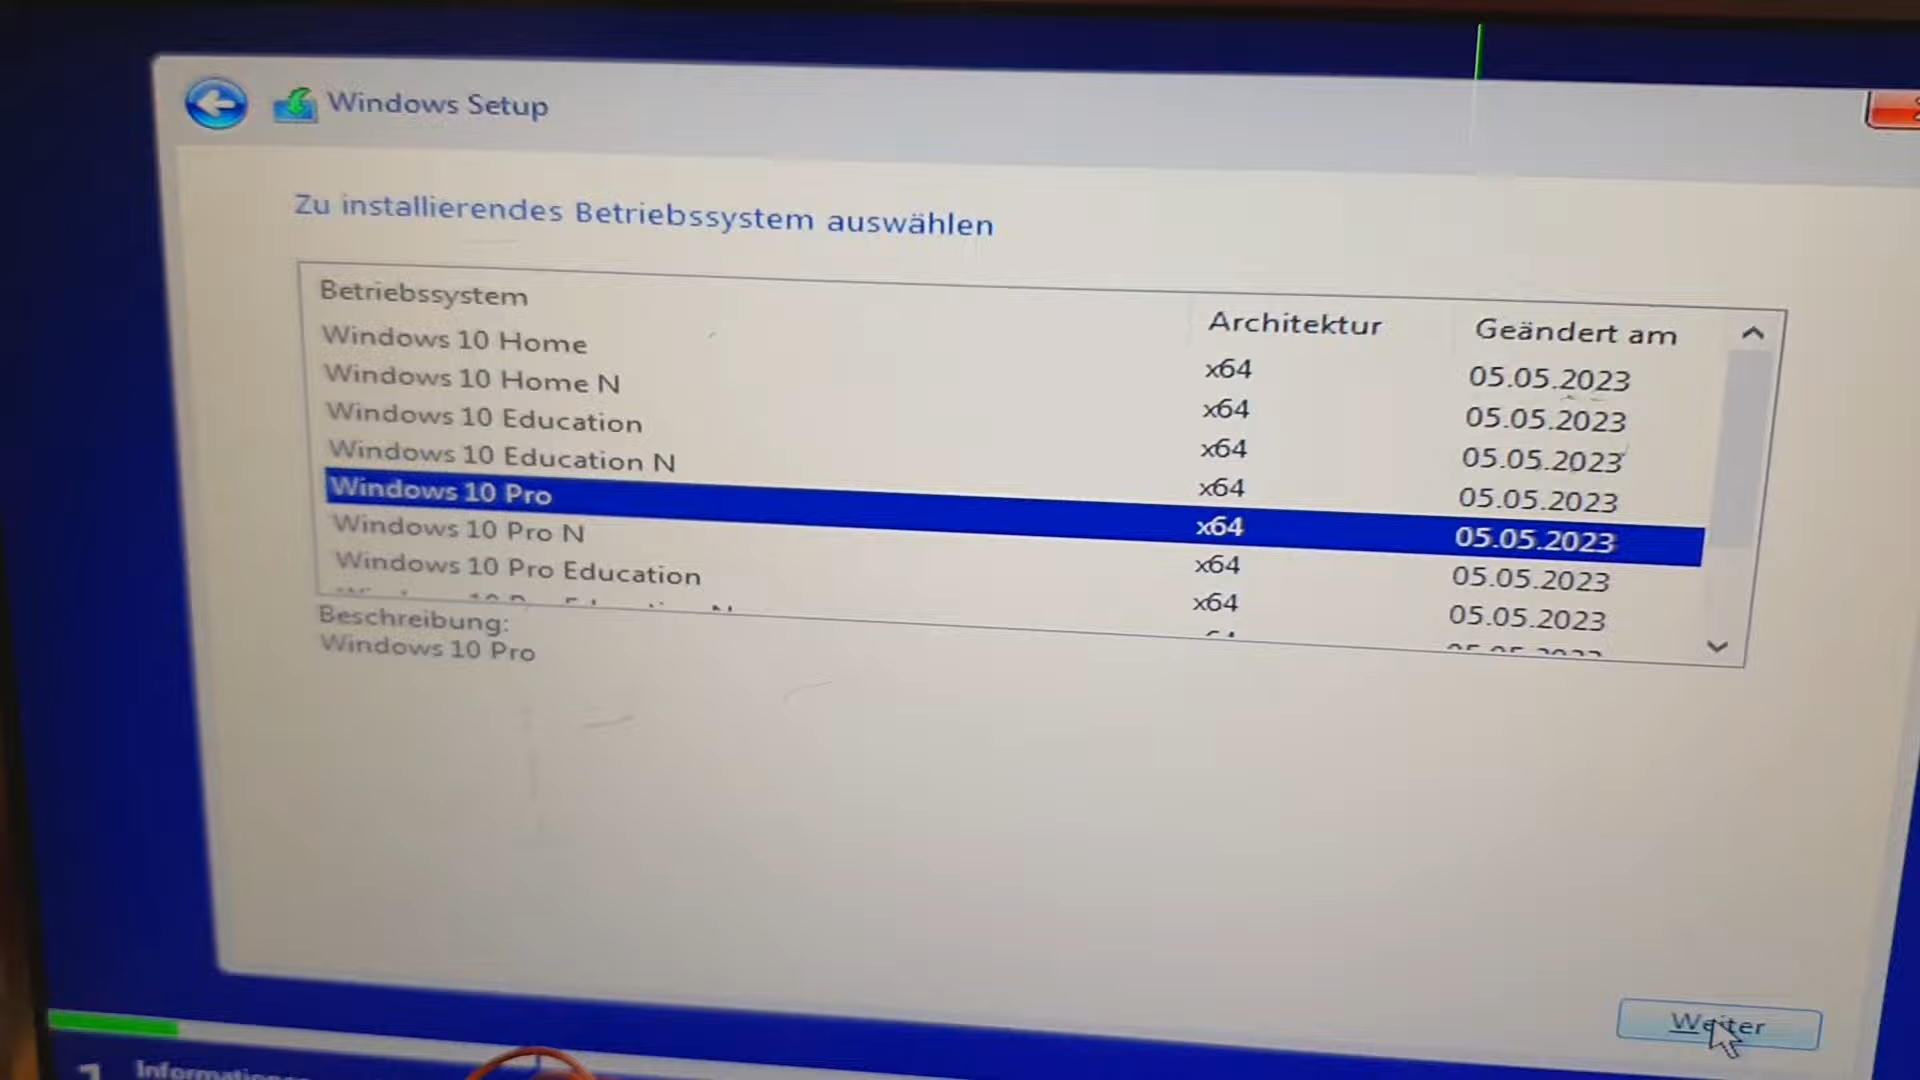 Windows Setup
Zu installierendes Betriebssystem auswählen
Betriebssystem Architektur Geändert am
Windows 10 Home x64 05.05.2023
Windows 10 Home N x64 05.05.2023
Windows 10 Education x64 05.05.2023
Windows 10 Education N x64 05.05.2023
Windows 10 Pro x64 05.05.2023
Windows 10 Pro N x64 05.05.2023
Windows 10 Pro Education x64 05.05.2023
Beschreibung:
Windows 10 Pro
Weiter
1